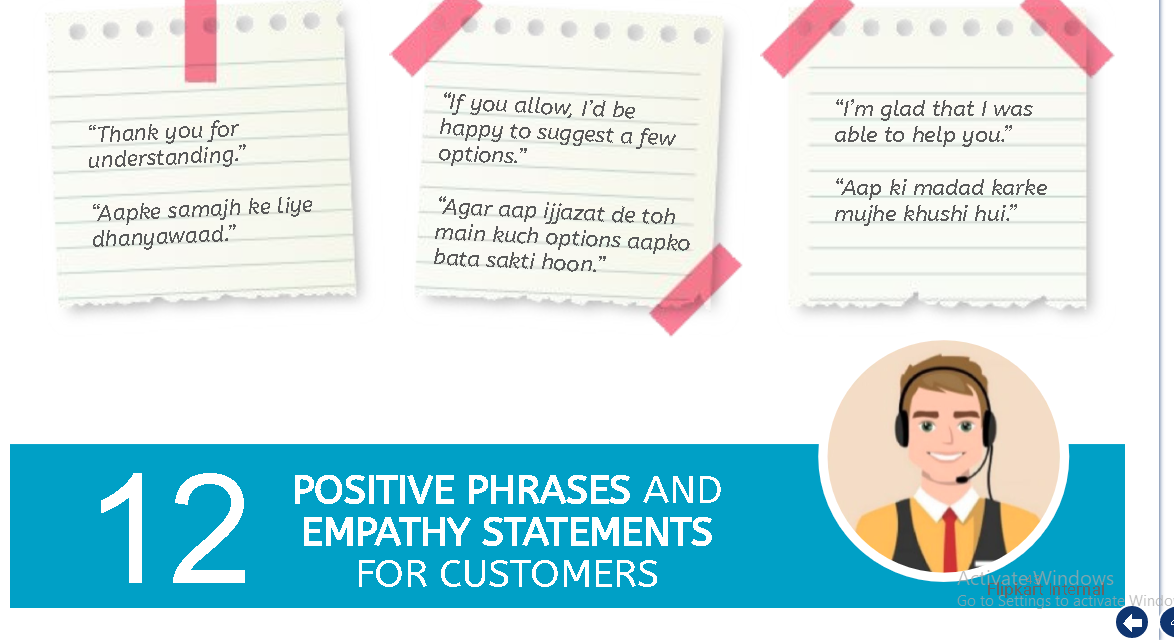 “Thank you for
understanding.”
“Aapke samajh ke liye
dhanyawaad.”
“If you allow, I’d be
happy to suggest a few
options.”
“Agar aap ijjazat de toh
main kuch options aapko
bata sakti hoon.”
“I’m glad that I was
able to help you.”
“Aap ki madad karke
mujhe khushi hui.”
12
POSITIVE PHRASES AND
EMPATHY STATEMENTS
FOR CUSTOMERS
Activate Windows
Flipkart Internal
Go to Settings to activate Windo